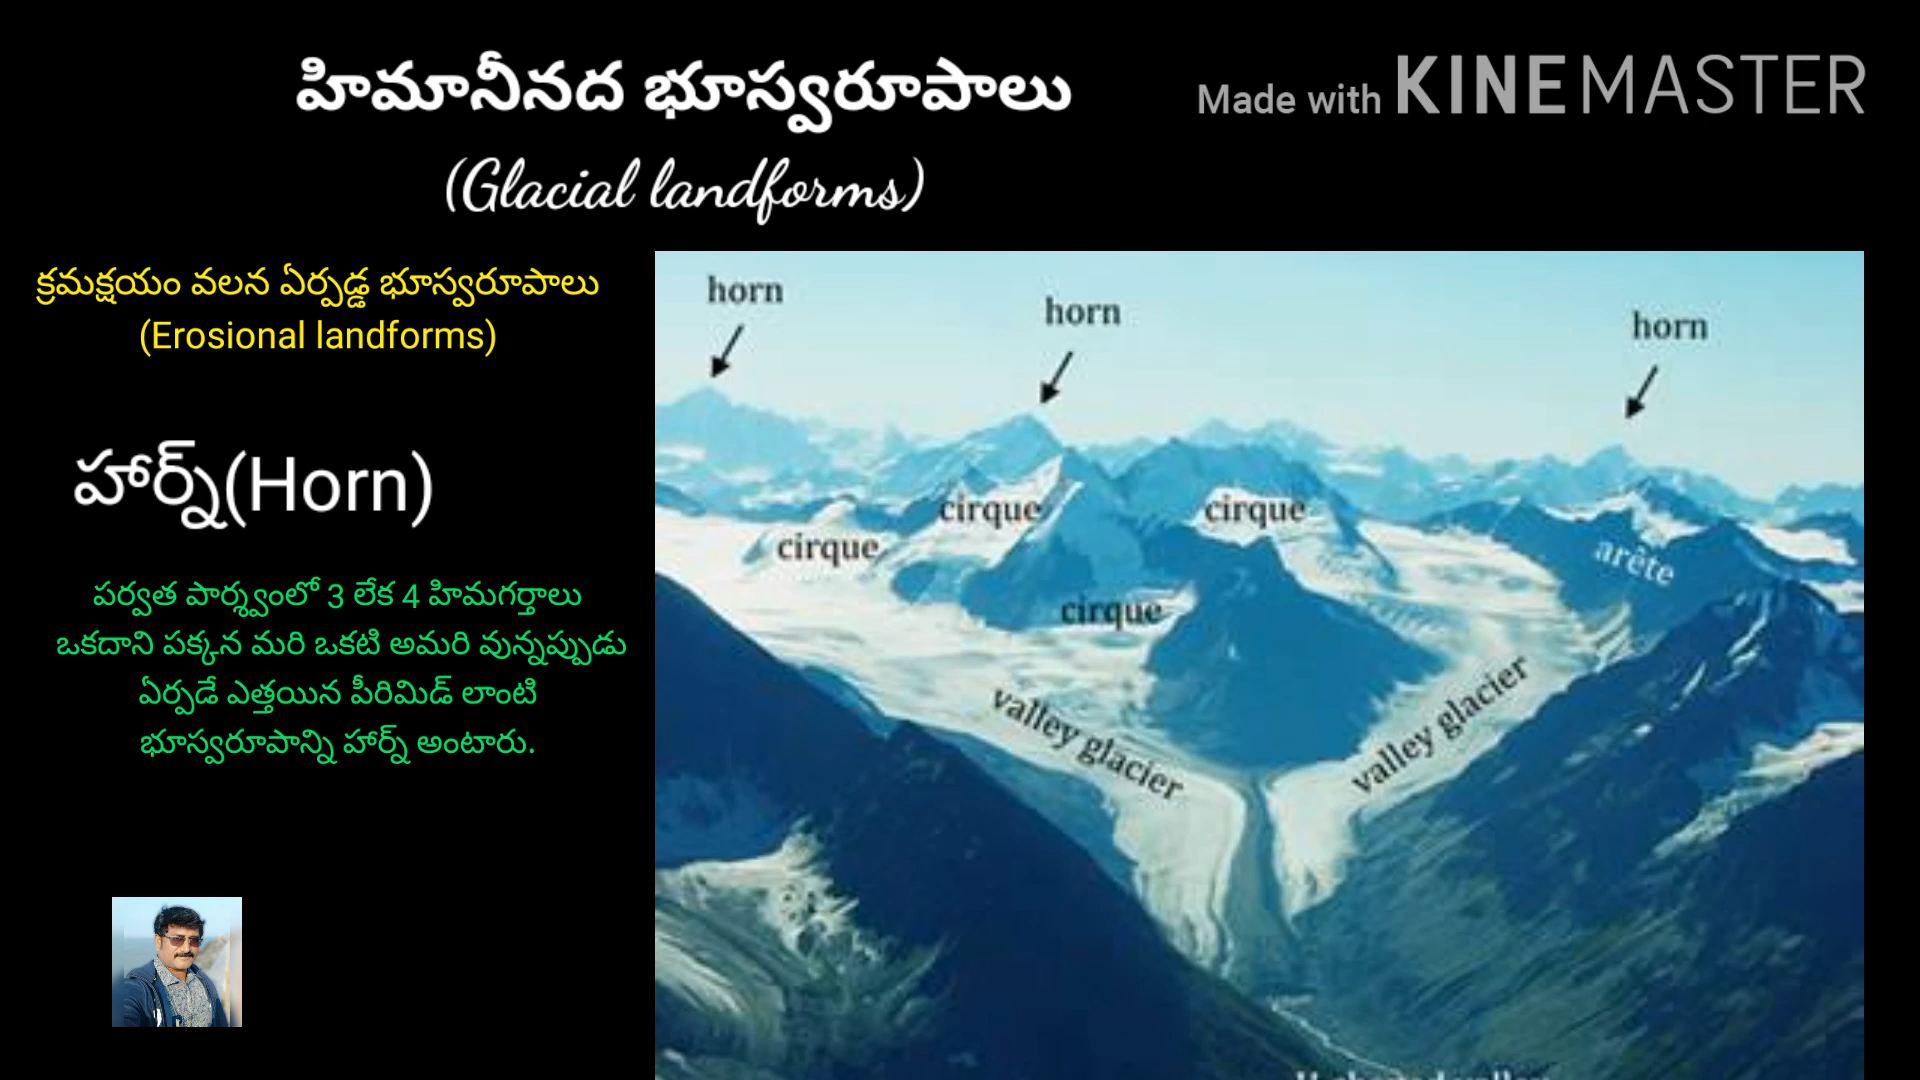 హిమానీనద భూస్వరూపాలు
Made with KINEMASTER
(Glacial landforms)
క్రమక్షయం వలన ఏర్పడ్డ భూస్వరూపాలు
(Erosional landforms)
హార్న్(Horn)
పర్వత పార్శ్వంలో 3 లేక 4 హిమగర్తాలు
ఒకదాని పక్కన మరి ఒకటి అమరి వున్నప్పుడు
ఏర్పడే ఎత్తయిన పీరిమిడ్ లాంటి
భూస్వరూపాన్ని హార్న్ అంటారు.
horn
horn
horn
cirque
cirque
cirque
arête
cirque
valley glacier
valley glacier